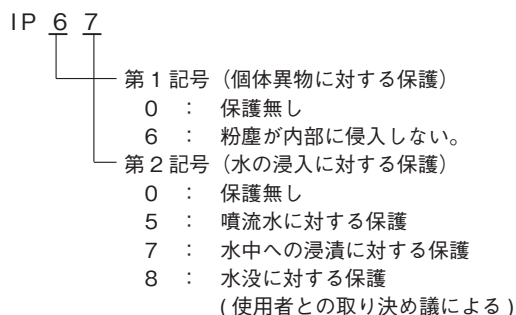 IP 6 7
第1記号（個体異物に対する保護）
0 ： 保護無し
6 ： 粉塵が内部に侵入しない。
第2記号（水の浸入に対する保護）
0 ： 保護無し
5 ： 噴流水に対する保護
7 ： 水中への浸漬に対する保護
8 ： 水没に対する保護
(使用者との取り決め議による)